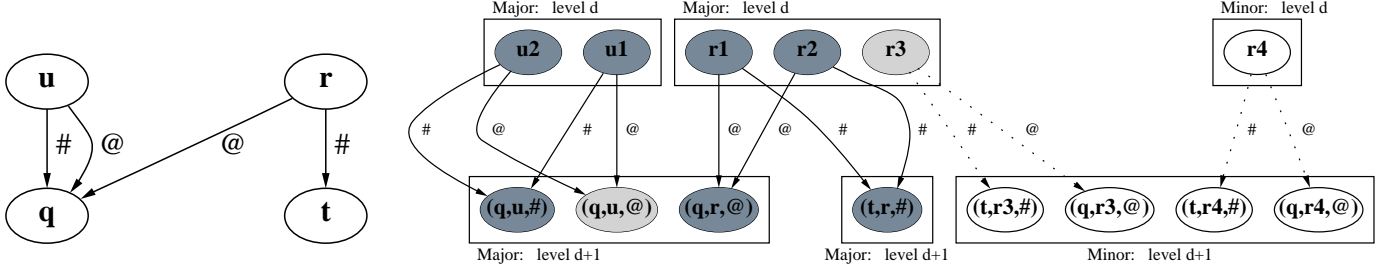 Major: level d Major: level d Minor: level d
u r u2 u1 r1 r2 r3 r4
# @ @ # # @ # @ @ @ # # # @ # @
q t (q,u,#) (q,u,@) (q,r,@) (t,r,#) (t,r3,#) (q,r3,@) (t,r4,#) (q,r4,@)
Major: level d+1 Major: level d+1 Minor: level d+1